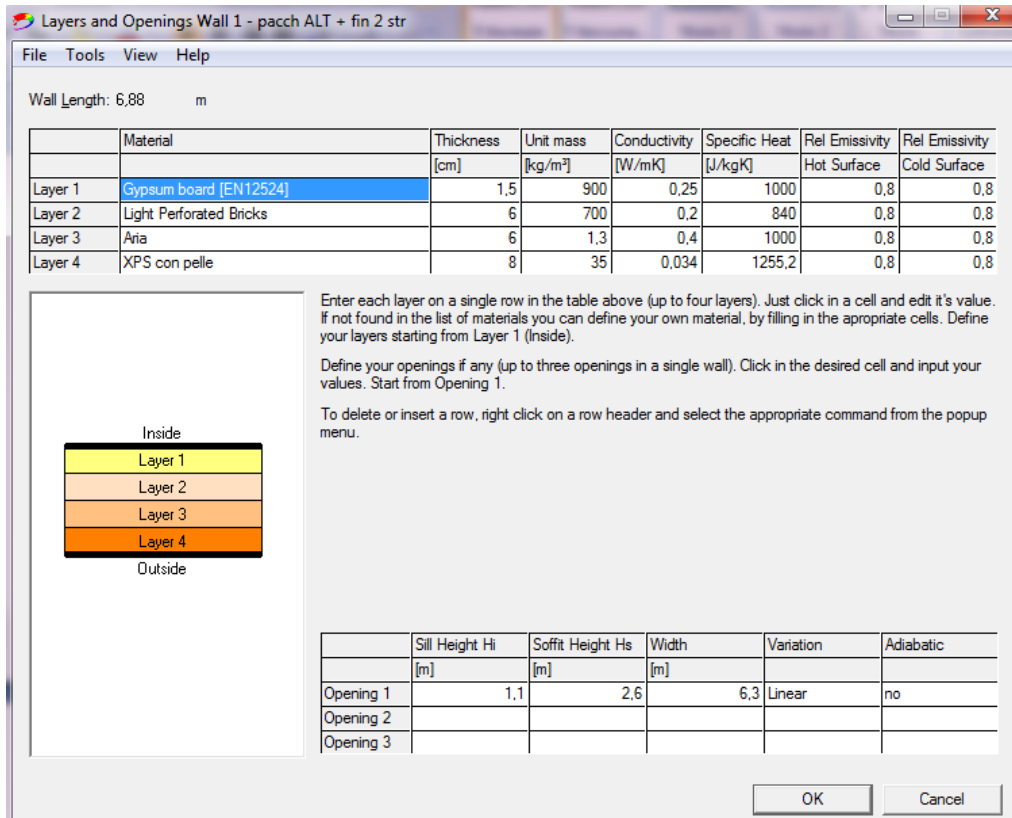 Layers and Openings Wall 1 - pacch ALT + fin 2 str
File Tools View Help
Wall Length: 6,88 m
Material Thickness Unit mass Conductivity Specific Heat Rel Emissivity Rel Emissivity
[cm] [kg/m³] [W/mK] [J/kgK] Hot Surface Cold Surface
Layer 1 Gypsum board [EN12524] 1,5 900 0,25 1000 0,8 0,8
Layer 2 Light Perforated Bricks 6 700 0,2 840 0,8 0,8
Layer 3 Aria 6 1,3 0,4 1000 0,8 0,8
Layer 4 XPS con pelle 8 35 0,034 1255,2 0,8 0,8
Enter each layer on a single row in the table above (up to four layers). Just click in a cell and edit it's value.
If not found in the list of materials you can define your own material, by filling in the apropriate cells. Define
your layers starting from Layer 1 (Inside).
Define your openings if any (up to three openings in a single wall). Click in the desired cell and input your
values. Start from Opening 1.
To delete or insert a row, right click on a row header and select the appropriate command from the popup
menu.
Inside
Layer 1
Layer 2
Layer 3
Layer 4
Outside
Sill Height Hi Soffit Height Hs Width Variation Adiabatic
[m] [m] [m]
Opening 1 1,1 2,6 6,3 Linear no
Opening 2
Opening 3
OK Cancel